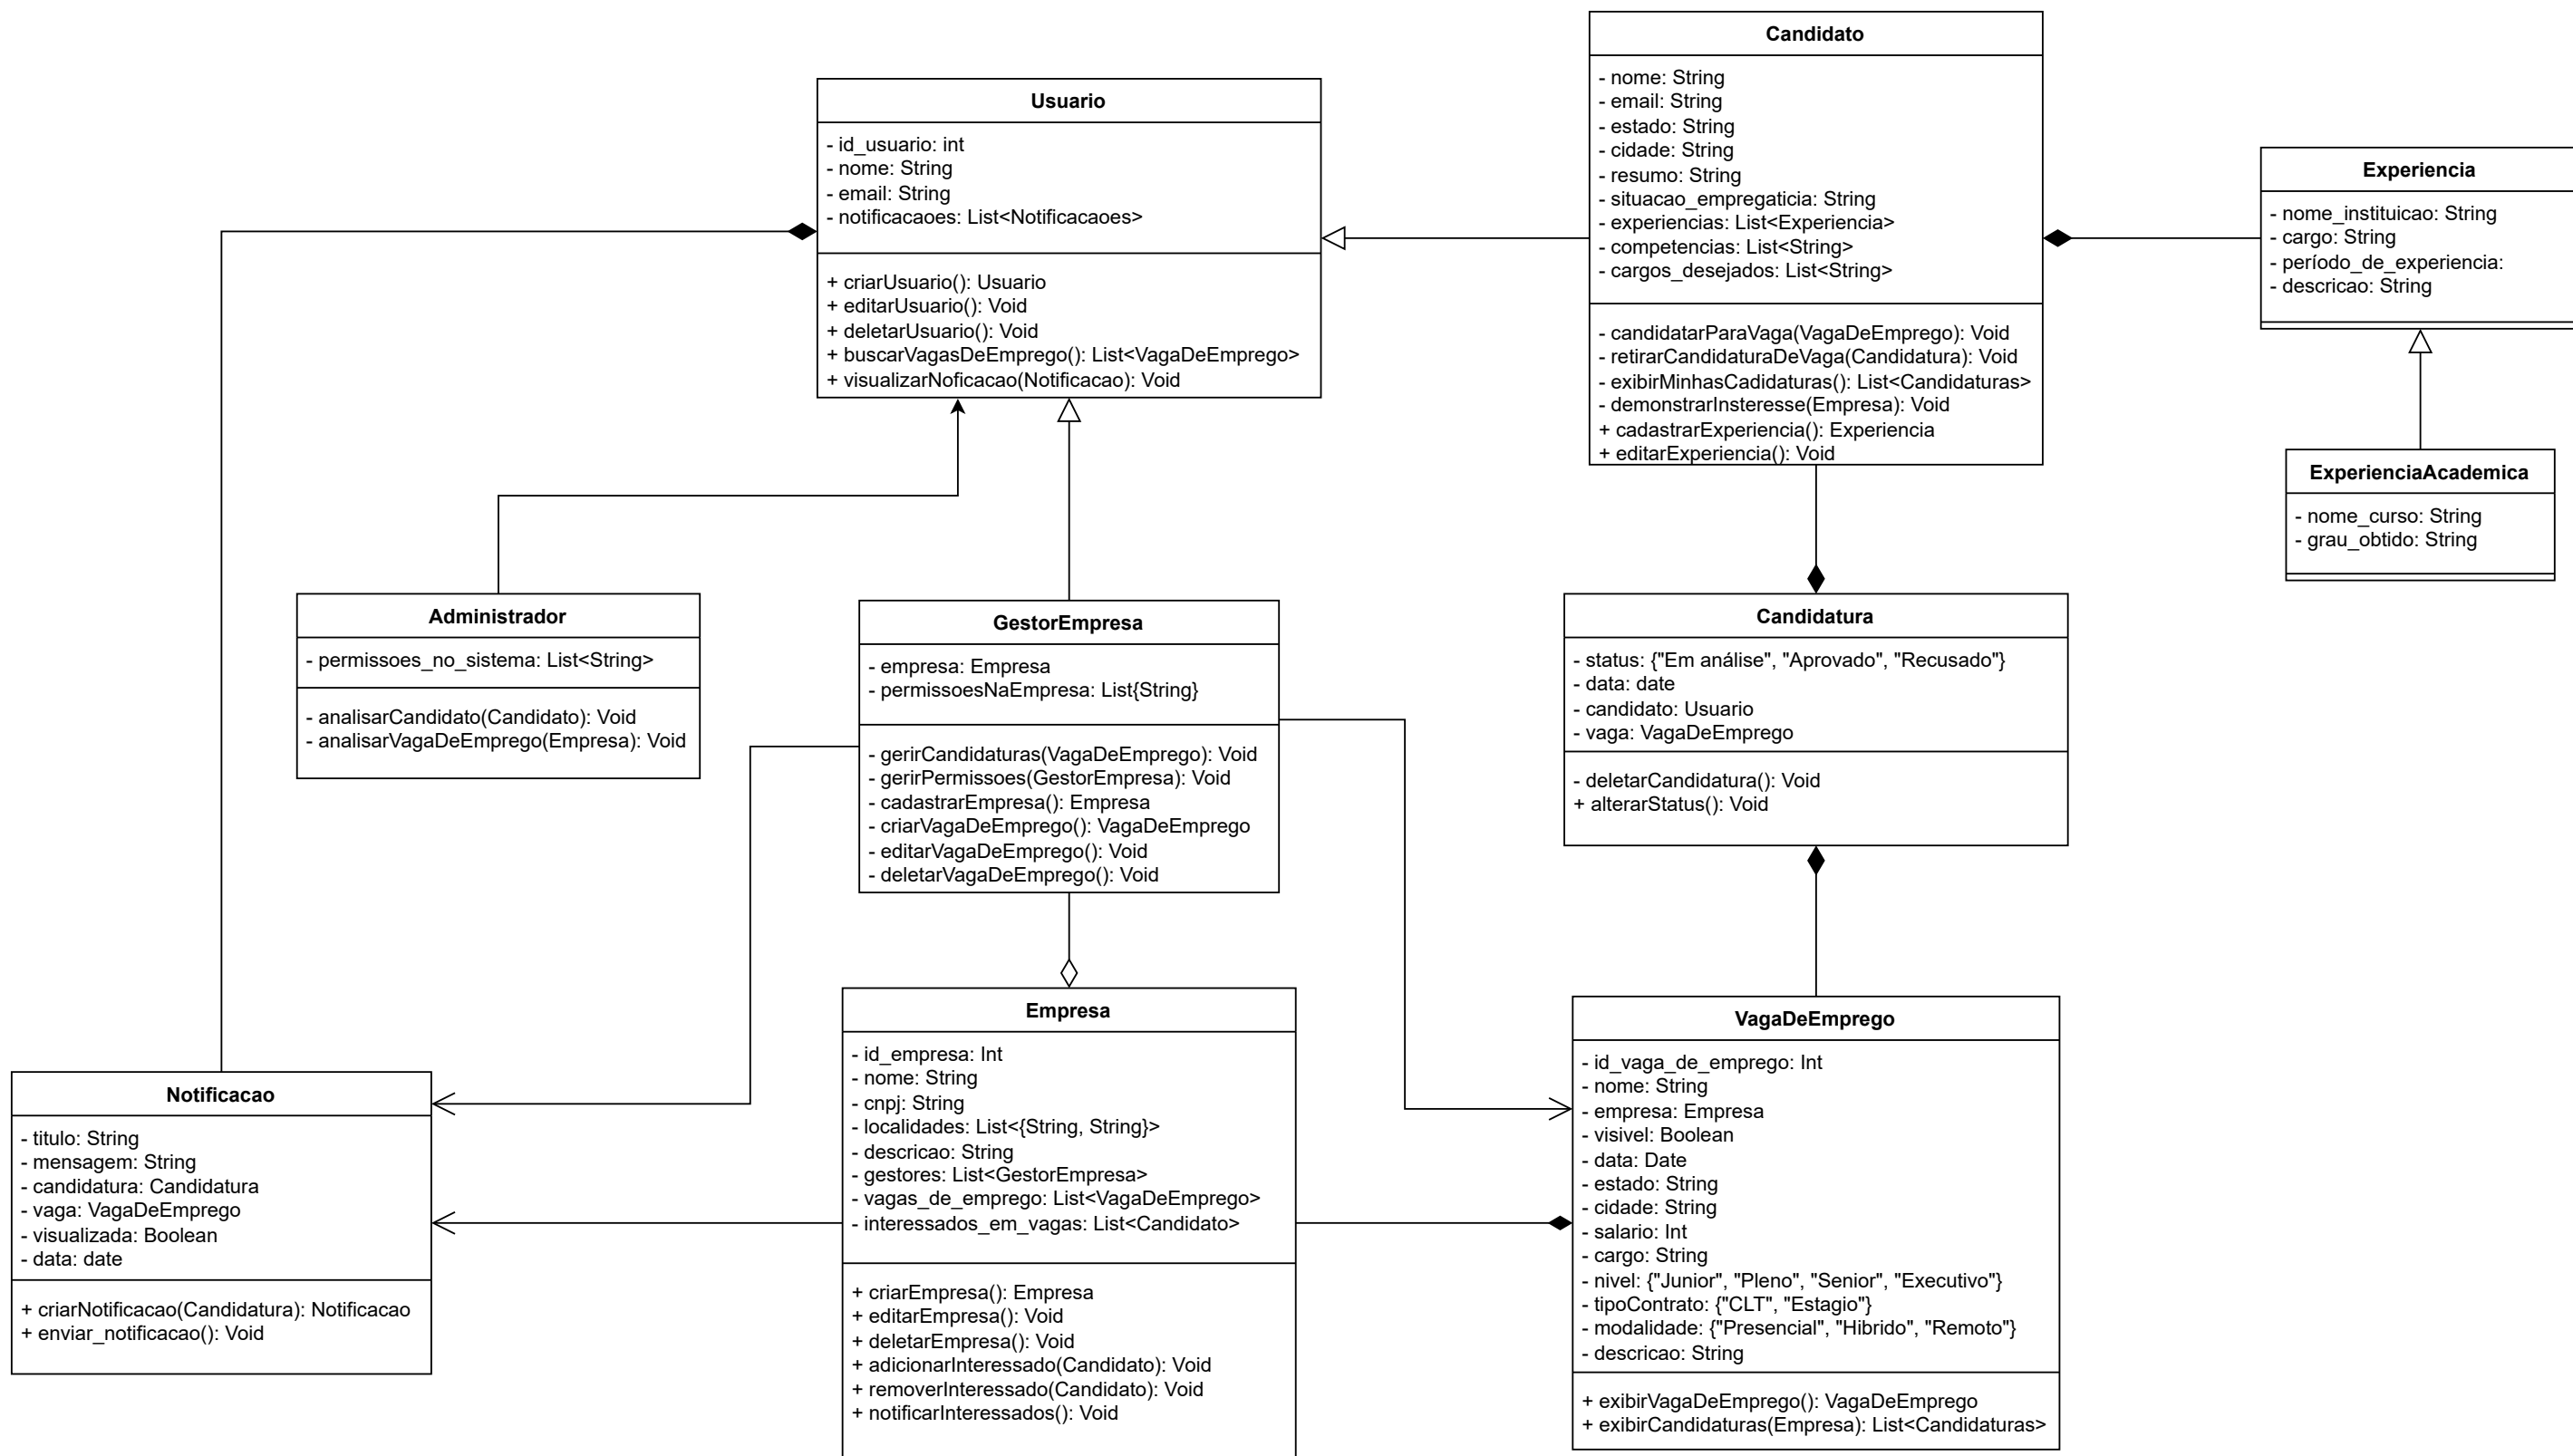 Usuario
- id_usuario: int
- nome: String
- email: String
- notificacaoes: List<Notificacaoes>
+ criarUsuario(): Usuario
+ editarUsuario(): Void
+ deletarUsuario(): Void
+ buscarVagasDeEmprego(): List<VagaDeEmprego>
+ visualizarNoficacao(Notificacao): Void
Candidato
- nome: String
- email: String
- estado: String
- cidade: String
- resumo: String
- situacao_empregaticia: String
- experiencias: List<Experiencia>
- competencias: List<String>
- cargos_desejados: List<String>
- candidatarParaVaga(VagaDeEmprego): Void
- retirarCandidaturaDeVaga(Candidatura): Void
- exibirMinhasCadidaturas(): List<Candidaturas>
- demonstrarInsteresse(Empresa): Void
+ cadastrarExperiencia(): Experiencia
+ editarExperiencia(): Void
Experiencia
- nome_instituicao: String
- cargo: String
- período_de_experiencia:
- descricao: String
ExperienciaAcademica
- nome_curso: String
- grau_obtido: String
Administrador
- permissoes_no_sistema: List<String>
- analisarCandidato(Candidato): Void
- analisarVagaDeEmprego(Empresa): Void
GestorEmpresa
- empresa: Empresa
- permissoesNaEmpresa: List{String}
- gerirCandidaturas(VagaDeEmprego): Void
- gerirPermissoes(GestorEmpresa): Void
- cadastrarEmpresa(): Empresa
- criarVagaDeEmprego(): VagaDeEmprego
- editarVagaDeEmprego(): Void
- deletarVagaDeEmprego(): Void
Candidatura
- status: {"Em análise", "Aprovado", "Recusado"}
- data: date
- candidato: Usuario
- vaga: VagaDeEmprego
- deletarCandidatura(): Void
+ alterarStatus(): Void
Notificacao
- titulo: String
- mensagem: String
- candidatura: Candidatura
- vaga: VagaDeEmprego
- visualizada: Boolean
- data: date
+ criarNotificacao(Candidatura): Notificacao
+ enviar_notificacao(): Void
Empresa
- id_empresa: Int
- nome: String
- cnpj: String
- localidades: List<{String, String}>
- descricao: String
- gestores: List<GestorEmpresa>
- vagas_de_emprego: List<VagaDeEmprego>
- interessados_em_vagas: List<Candidato>
+ criarEmpresa(): Empresa
+ editarEmpresa(): Void
+ deletarEmpresa(): Void
+ adicionarInteressado(Candidato): Void
+ removerInteressado(Candidato): Void
+ notificarInteressados(): Void
VagaDeEmprego
- id_vaga_de_emprego: Int
- nome: String
- empresa: Empresa
- visivel: Boolean
- data: Date
- estado: String
- cidade: String
- salario: Int
- cargo: String
- nivel: {"Junior", "Pleno", "Senior", "Executivo"}
- tipoContrato: {"CLT", "Estagio"}
- modalidade: {"Presencial", "Hibrido", "Remoto"}
- descricao: String
+ exibirVagaDeEmprego(): VagaDeEmprego
+ exibirCandidaturas(Empresa): List<Candidaturas>